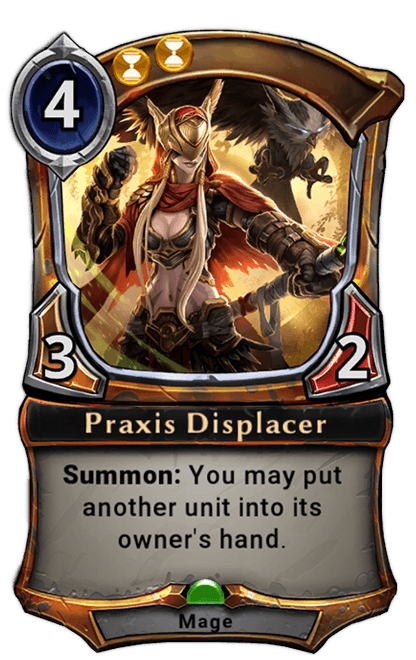 4
3
2
Praxis Displacer
Summon: You may put
another unit into its
owner's hand.
Mage